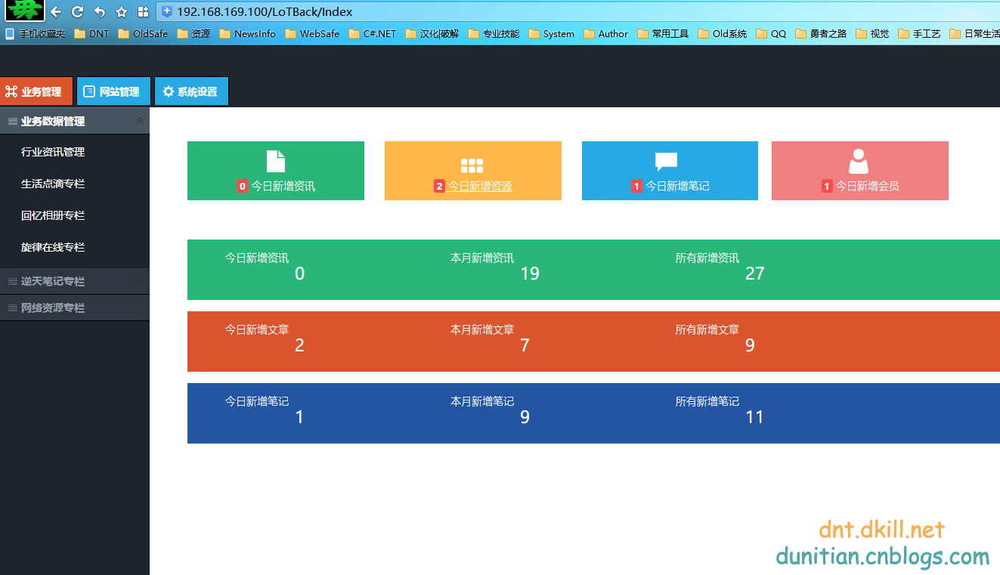 192.168.169.100/LoTBack/Index
手机收藏夹 DNT OldSafe 资源 NewsInfo WebSafe C#.NET 汉化|破解 专业技能 System Author 常用工具 Old系统 QQ 勇者之路 视觉 手工艺 日常生活
业务管理 网站管理 系统设置
业务数据管理
行业资讯管理
生活点滴专栏
回忆相册专栏
旋律在线专栏
逆天笔记专栏
网络资源专栏
0 今日新增资讯
2 今日新增资源
1 今日新增笔记
1 今日新增会员
今日新增资讯 本月新增资讯 所有新增资讯
0 19 27
今日新增文章 本月新增文章 所有新增文章
2 7 9
今日新增笔记 本月新增笔记 所有新增笔记
1 9 11
dnt.dkill.net
dunitian.cnblogs.com